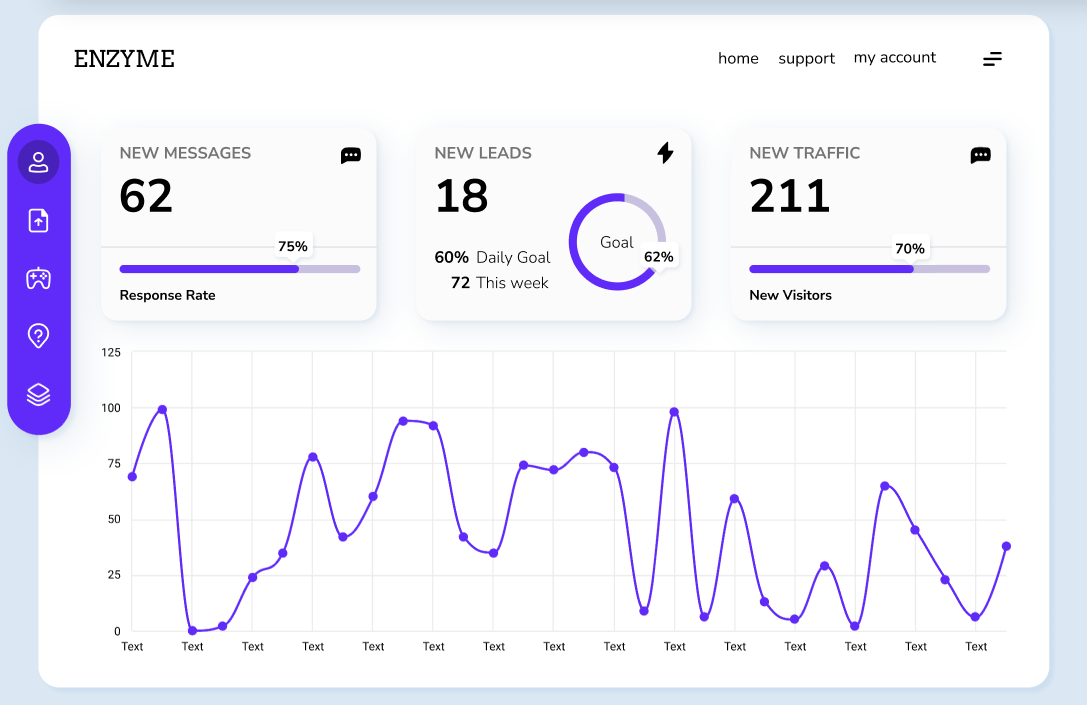 ENZYME
home support my account
NEW MESSAGES
62
75%
Response Rate
NEW LEADS
18
60% Daily Goal
72 This week
Goal
62%
NEW TRAFFIC
211
70%
New Visitors
125
100
75
50
25
0
Text Text Text Text Text Text Text Text Text Text Text Text Text Text Text